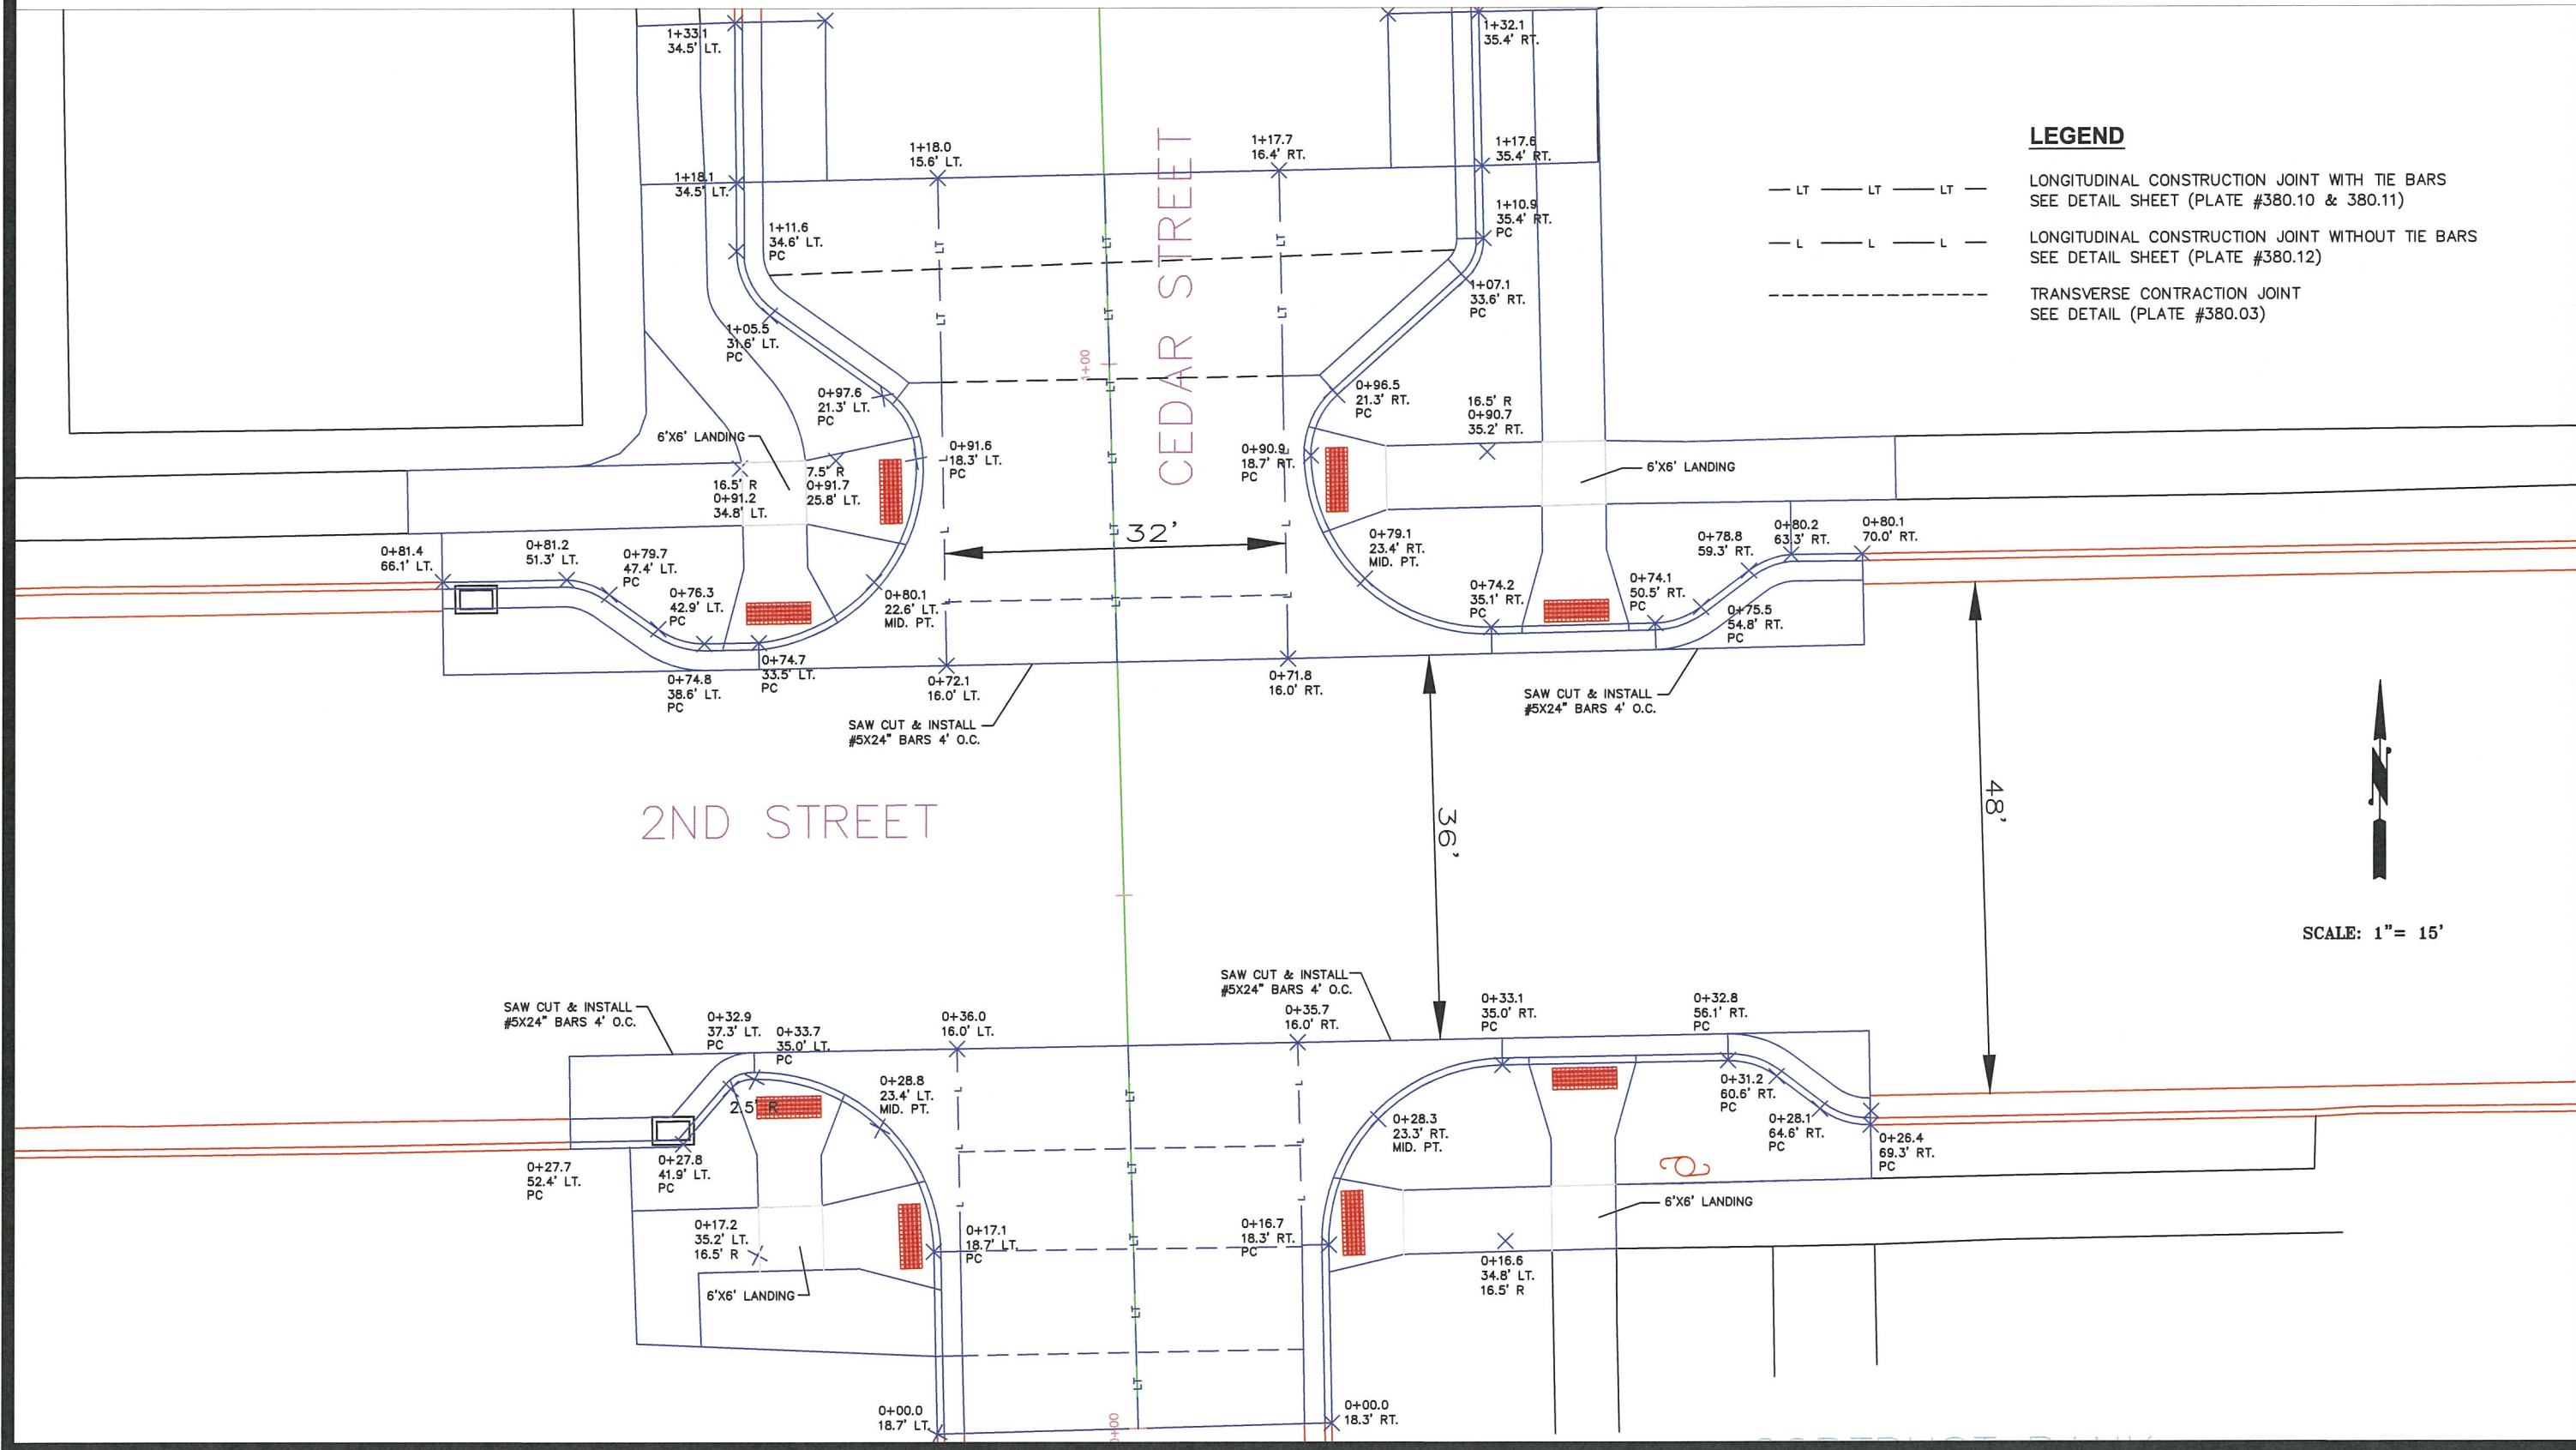 1+33.1
34.5' LT.
1+32.1
35.4' RT.
LEGEND
LT LT LT
LONGITUDINAL CONSTRUCTION JOINT WITH TIE BARS
SEE DETAIL SHEET (PLATE #380.10 & 380.11)
L L L
LONGITUDINAL CONSTRUCTION JOINT WITHOUT TIE BARS
SEE DETAIL SHEET (PLATE #380.12)
TRANSVERSE CONTRACTION JOINT
SEE DETAIL (PLATE #380.03)
1+18.0
15.6' LT.
1+17.7
16.4' RT.
1+17.6
35.4' RT.
1+18.1
34.5' LT.
1+11.6
34.6' LT.
PC
1+10.9
35.4' RT.
PC
CEDAR STREET
LT
LT
LT
LT
LT
LT
1+07.1
33.6' RT.
PC
1+05.5
31.6' LT.
PC
1+00
LT
0+97.6
21.3' LT.
PC
0+96.5
21.3' RT.
PC
16.5' R
0+90.7
35.2' RT.
6'X6' LANDING
0+91.6
18.3' LT.
PC
0+90.9
18.7' RT.
PC
LT
6'X6' LANDING
16.5' R
0+91.2
34.8' LT.
7.5' R
0+91.7
25.8' LT.
L
L
L
L
LT
LT
32'
0+81.4
66.1' LT.
0+81.2
51.3' LT.
0+79.7
47.4' LT.
PC
0+76.3
42.9' LT.
PC
0+80.1
22.6' LT.
MID. PT.
0+79.1
23.4' RT.
MID. PT.
0+74.2
35.1' RT.
PC
0+74.1
50.5' RT.
PC
0+78.8
59.3' RT.
0+80.2
63.3' RT.
0+80.1
70.0' RT.
0+75.5
54.8' RT.
PC
0+74.8
38.6' LT.
PC
0+74.7
33.5' LT.
PC
0+72.1
16.0' LT.
0+71.8
16.0' RT.
SAW CUT & INSTALL
#5X24" BARS 4' O.C.
SAW CUT & INSTALL
#5X24" BARS 4' O.C.
2ND STREET
36'
48'
N
SCALE: 1"= 15'
SAW CUT & INSTALL
#5X24" BARS 4' O.C.
SAW CUT & INSTALL
#5X24" BARS 4' O.C.
0+32.9
37.3' LT.
PC
0+33.7
35.0' LT.
PC
0+36.0
16.0' LT.
0+35.7
16.0' RT.
0+33.1
35.0' RT.
PC
0+32.8
56.1' RT.
PC
2.5' R
0+28.8
23.4' LT.
MID. PT.
L
L
L
L
LT
LT
0+28.3
23.3' RT.
MID. PT.
0+31.2
60.6' RT.
PC
0+28.1
64.6' RT.
PC
0+26.4
69.3' RT.
PC
0+27.7
52.4' LT.
PC
0+27.8
41.9' LT.
PC
6'X6' LANDING
0+17.2
35.2' LT.
16.5' R
0+17.1
18.7' LT.
PC
LT
0+16.7
18.3' RT.
PC
0+16.6
34.8' LT.
16.5' R
6'X6' LANDING
LT
LT
0+00.0
18.7' LT.
0+00
0+00.0
18.3' RT.